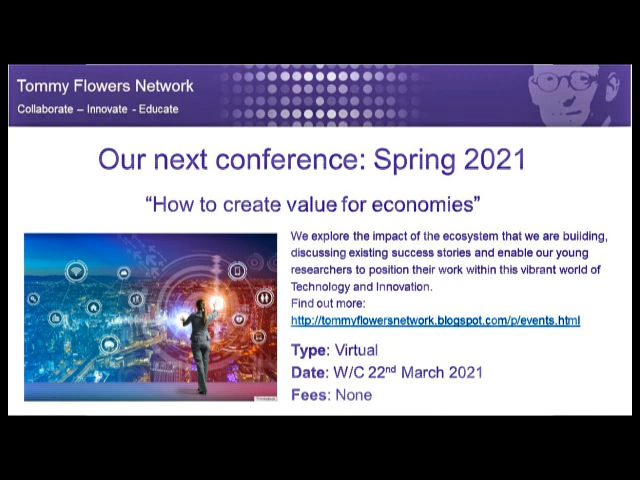 Tommy Flowers Network
Collaborate – Innovate - Educate
Our next conference: Spring 2021
“How to create value for economies”
We explore the impact of the ecosystem that we are building,
discussing existing success stories and enable our young
researchers to position their work within this vibrant world of
Technology and Innovation.
Find out more:
http://tommyflowersnetwork.blogspot.com/p/events.html
Type: Virtual
Date: W/C 22nd March 2021
Fees: None